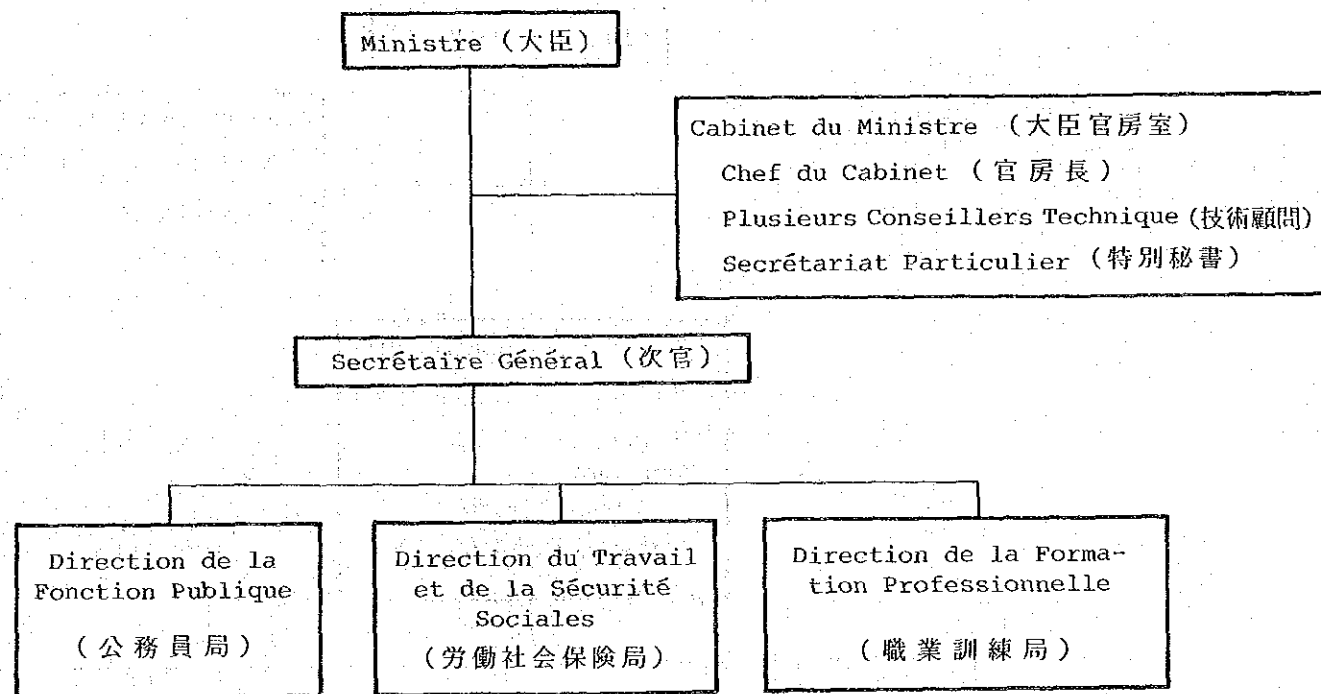 Ministre (大臣)
Cabinet du Ministre (大臣官房室)
Chef du Cabinet (官房長)
Plusieurs Conseillers Technique (技術顧問)
Secrétariat Particulier (特別秘書)
Secrétaire Général (次官)
Direction de la
Fonction Publique
(公務員局)
Direction du Travail
et de la Sécurité
Sociales
(労働社会保険局)
Direction de la Forma-
tion Professionnelle
(職業訓練局)